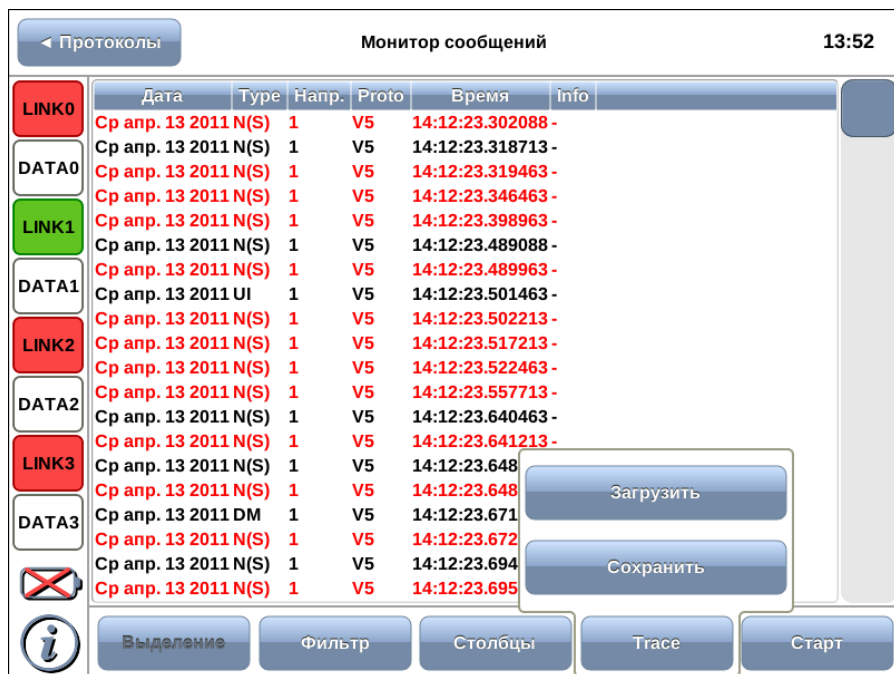 ◄ Протоколы Монитор сообщений 13:52
Дата Type Напр. Proto Время Info
LINK0
DATA0
LINK1
DATA1
LINK2
DATA2
LINK3
DATA3
Ср апр. 13 2011 N(S) 1 V5 14:12:23.302088 -
Ср апр. 13 2011 N(S) 1 V5 14:12:23.318713 -
Ср апр. 13 2011 N(S) 1 V5 14:12:23.319463 -
Ср апр. 13 2011 N(S) 1 V5 14:12:23.346463 -
Ср апр. 13 2011 N(S) 1 V5 14:12:23.398963 -
Ср апр. 13 2011 N(S) 1 V5 14:12:23.489088 -
Ср апр. 13 2011 N(S) 1 V5 14:12:23.489963 -
Ср апр. 13 2011 UI 1 V5 14:12:23.501463 -
Ср апр. 13 2011 N(S) 1 V5 14:12:23.502213 -
Ср апр. 13 2011 N(S) 1 V5 14:12:23.517213 -
Ср апр. 13 2011 N(S) 1 V5 14:12:23.522463 -
Ср апр. 13 2011 N(S) 1 V5 14:12:23.557713 -
Ср апр. 13 2011 N(S) 1 V5 14:12:23.640463 -
Ср апр. 13 2011 N(S) 1 V5 14:12:23.641213 -
Ср апр. 13 2011 N(S) 1 V5 14:12:23.648
Ср апр. 13 2011 N(S) 1 V5 14:12:23.648
Ср апр. 13 2011 DM 1 V5 14:12:23.671
Ср апр. 13 2011 N(S) 1 V5 14:12:23.672
Ср апр. 13 2011 N(S) 1 V5 14:12:23.694
Ср апр. 13 2011 N(S) 1 V5 14:12:23.695
Загрузить
Сохранить
i Выделение Фильтр Столбцы Trace Старт